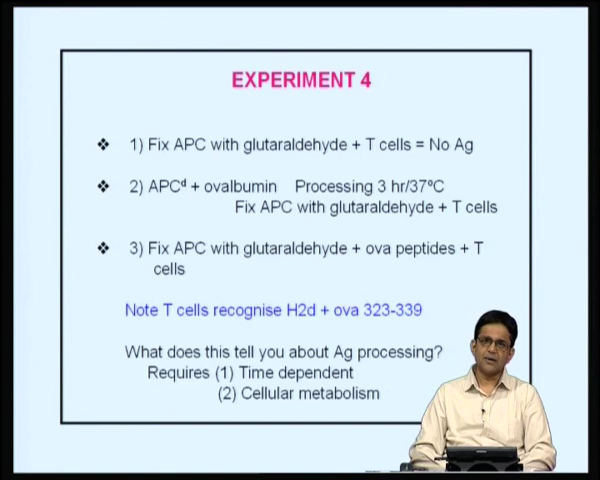 EXPERIMENT 4
❖ 1) Fix APC with glutaraldehyde + T cells = No Ag
❖ 2) APCᵈ + ovalbumin Processing 3 hr/37ºC
Fix APC with glutaraldehyde + T cells
❖ 3) Fix APC with glutaraldehyde + ova peptides + T
cells
Note T cells recognise H2d + ova 323-339
What does this tell you about Ag processing?
Requires (1) Time dependent
(2) Cellular metabolism